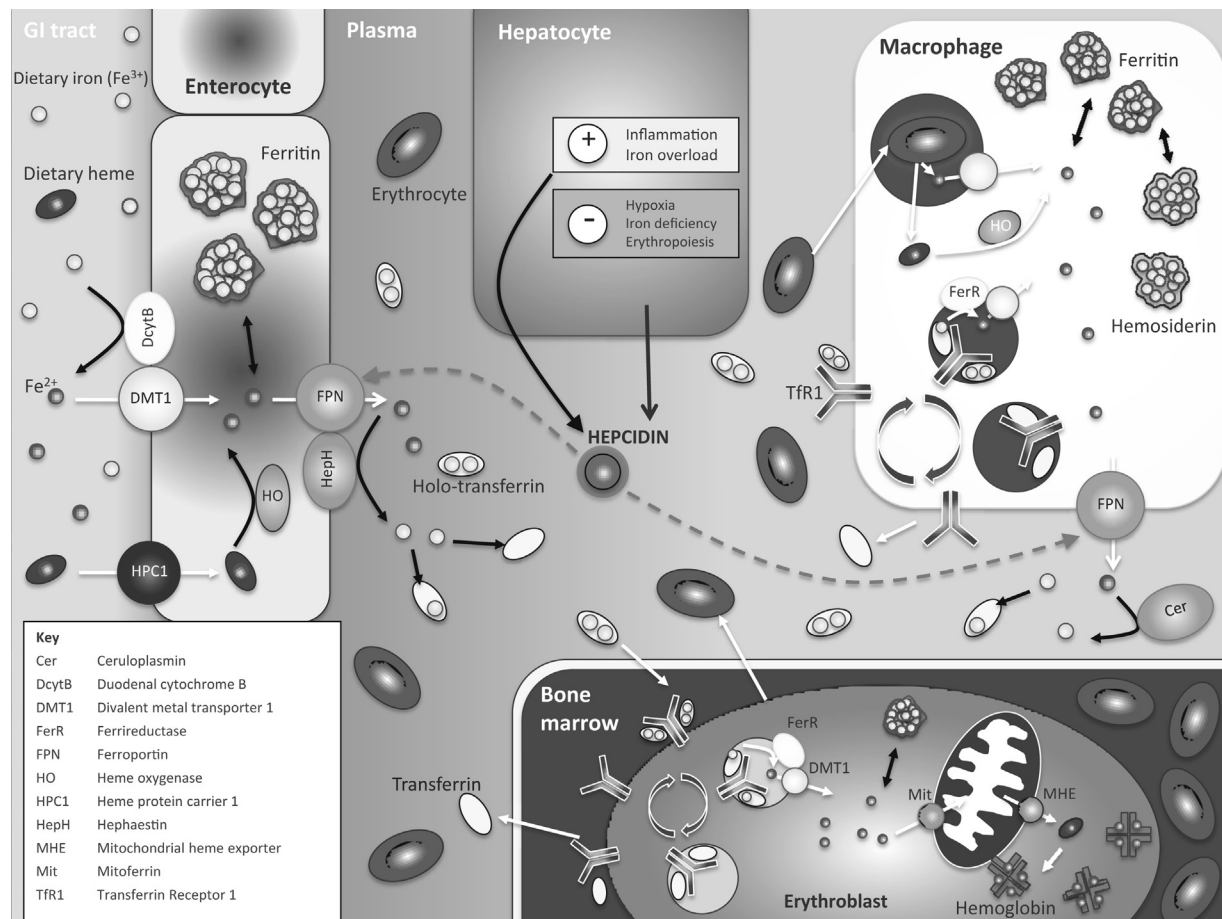 GI tract
Dietary iron (Fe³⁺)
Dietary heme
Fe²⁺
Enterocyte
Ferritin
DcytB
DMT1
FPN
HepH
HO
HPC1
Plasma
Erythrocyte
Holo-transferrin
Hepatocyte
+
Inflammation
Iron overload
-
Hypoxia
Iron deficiency
Erythropoiesis
HEPCIDIN
Macrophage
Ferritin
HO
FerR
Hemosiderin
TfR1
FPN
Cer
Key
Cer Ceruloplasmin
DcytB Duodenal cytochrome B
DMT1 Divalent metal transporter 1
FerR Ferrireductase
FPN Ferroportin
HO Heme oxygenase
HPC1 Heme protein carrier 1
HepH Hephaestin
MHE Mitochondrial heme exporter
Mit Mitoferrin
TfR1 Transferrin Receptor 1
Transferrin
Bone
marrow
FerR
DMT1
Mit
MHE
Erythroblast
Hemoglobin